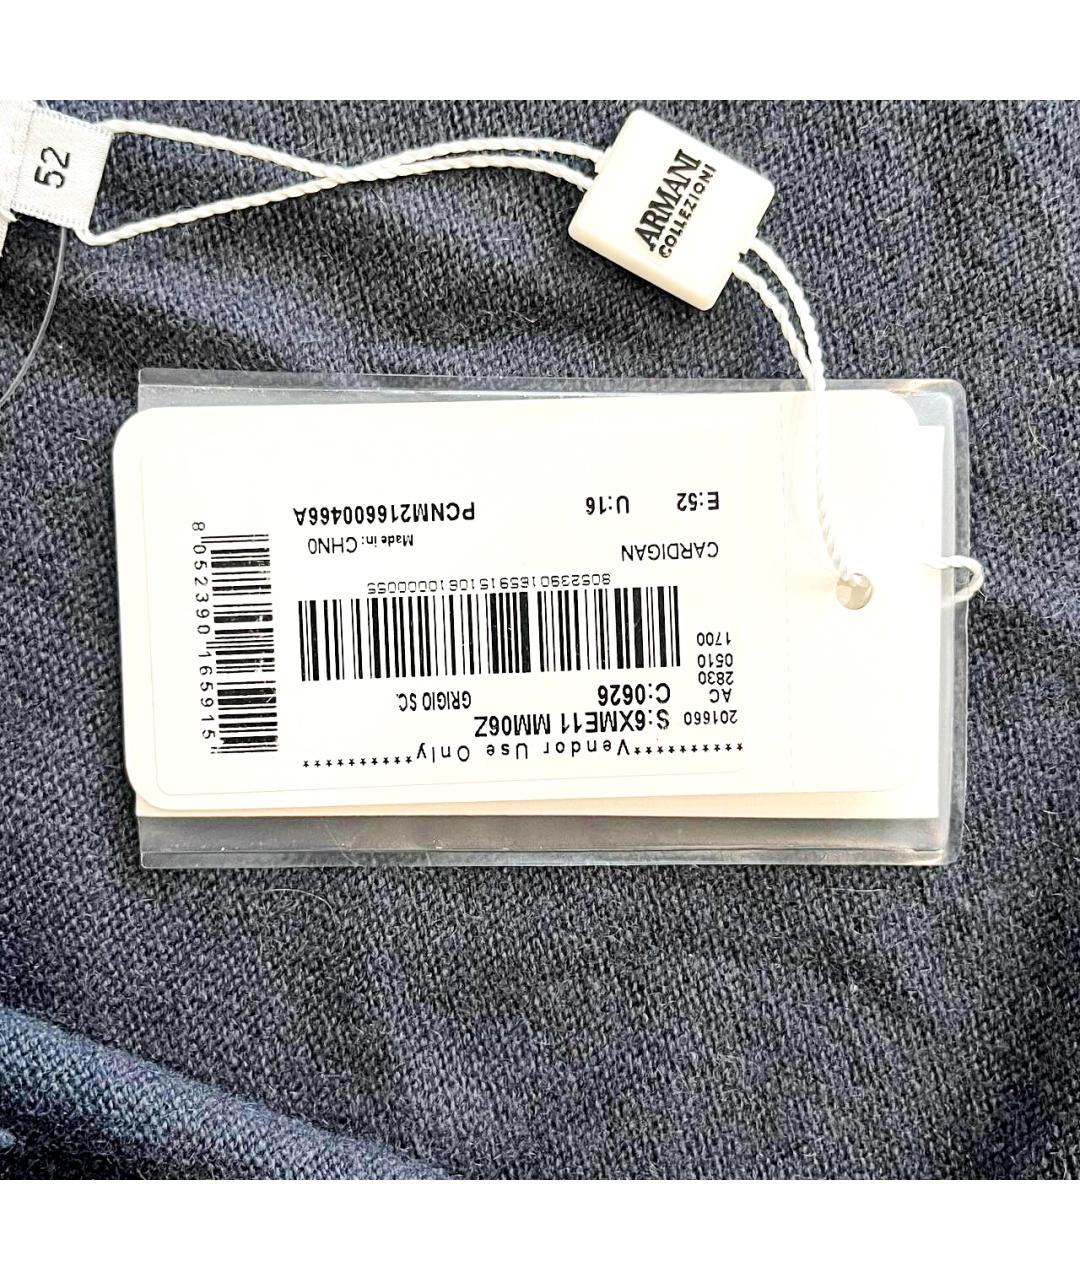 52
ARMANI
COLLEZIONI
***********Vendor Use Only***********
201660 S:6XME11 MM06Z
AC C:0626 GRIGIO SC.
2830
0510
1700
805239016591510610000055
CARDIGAN Made in: CHN0
E:52 U:16 PCNM216600466A
8 052390 165915